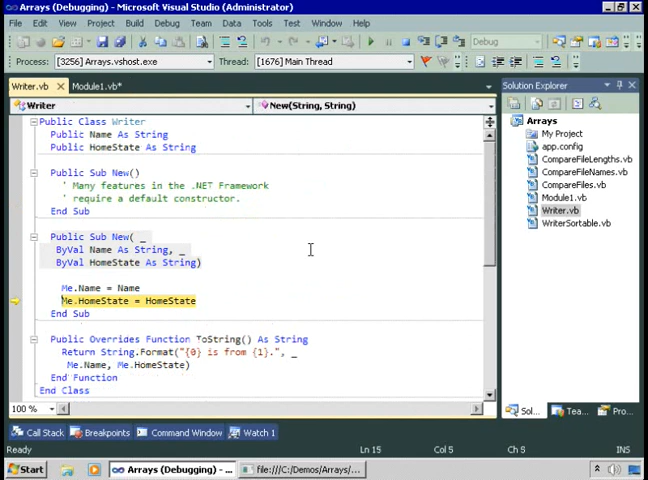 Arrays (Debugging) - Microsoft Visual Studio (Administrator)
File Edit View Project Build Debug Team Data Tools Test Window Help
Debug
Process: [3256] Arrays.vshost.exe Thread: [1676] Main Thread
Writer.vb Module1.vb*
Writer New(String, String)
Public Class Writer
Public Name As String
Public HomeState As String
Public Sub New()
' Many features in the .NET Framework
' require a default constructor.
End Sub
Public Sub New( _
ByVal Name As String, _
ByVal HomeState As String)
Me.Name = Name
Me.HomeState = HomeState
End Sub
Public Overrides Function ToString() As String
Return String.Format("{0} is from {1}.", _
Me.Name, Me.HomeState)
End Function
End Class
100 %
Solution Explorer
Arrays
My Project
app.config
CompareFileLengths.vb
CompareFileNames.vb
CompareFiles.vb
Module1.vb
Writer.vb
WriterSortable.vb
Sol... Tea... Pro...
Call Stack Breakpoints Command Window Watch 1
Ready Ln 15 Col 5 Ch 5 INS
Start Arrays (Debugging) - ... file:///C:/Demos/Arrays/...